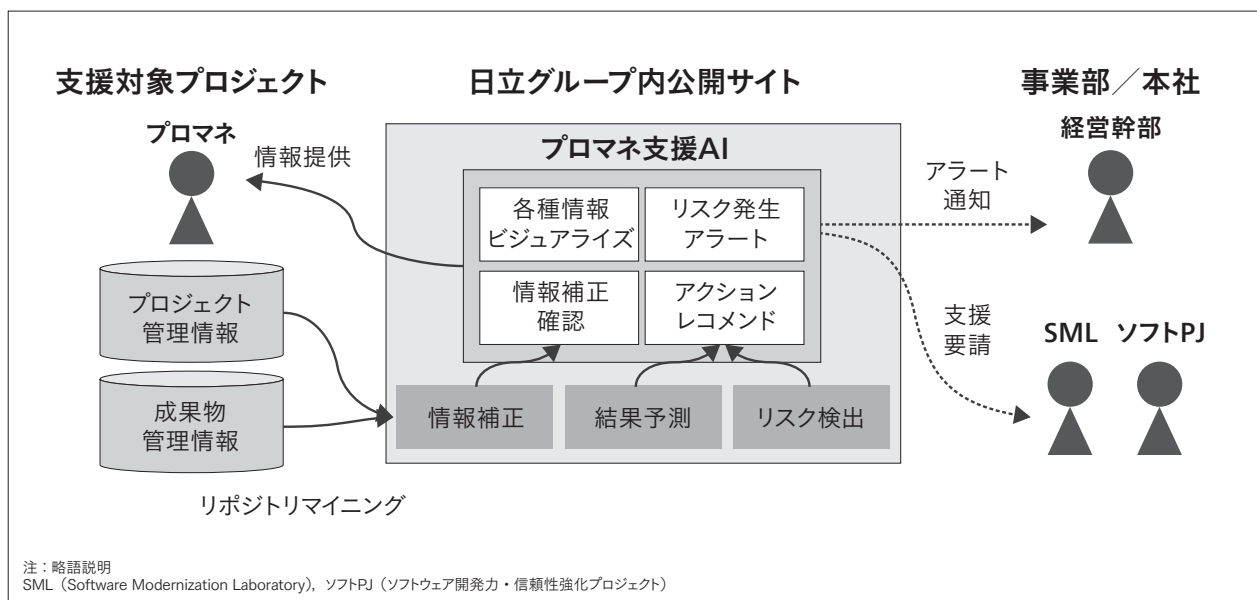 支援対象プロジェクト
プロマネ
情報提供
プロジェクト
管理情報
成果物
管理情報
リポジトリマイニング
日立グループ内公開サイト
プロマネ支援AI
各種情報
ビジュアライズ
リスク発生
アラート
情報補正
確認
アクション
レコメンド
情報補正
結果予測
リスク検出
事業部／本社
経営幹部
アラート
通知
支援
要請
SML ソフトPJ
注：略語説明
SML（Software Modernization Laboratory），ソフトPJ（ソフトウェア開発力・信頼性強化プロジェクト）